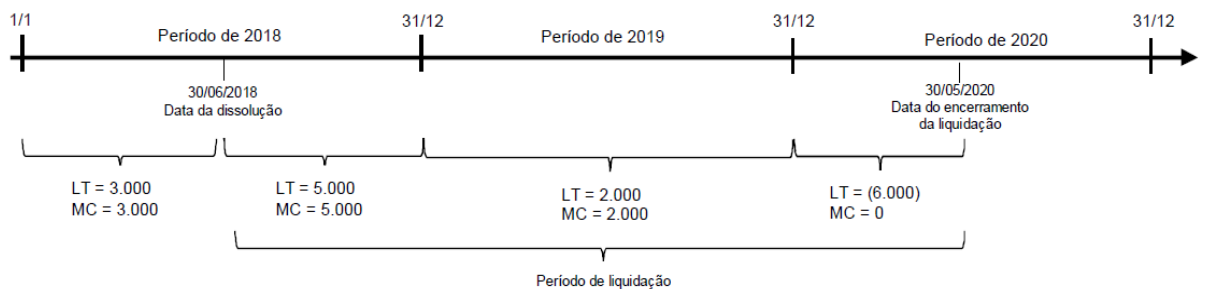 1/1 31/12 31/12 31/12
Período de 2018 Período de 2019 Período de 2020
30/06/2018
Data da dissolução
30/05/2020
Data do encerramento
da liquidação
LT = 3.000
MC = 3.000
LT = 5.000
MC = 5.000
LT = 2.000
MC = 2.000
LT = (6.000)
MC = 0
Período de liquidação